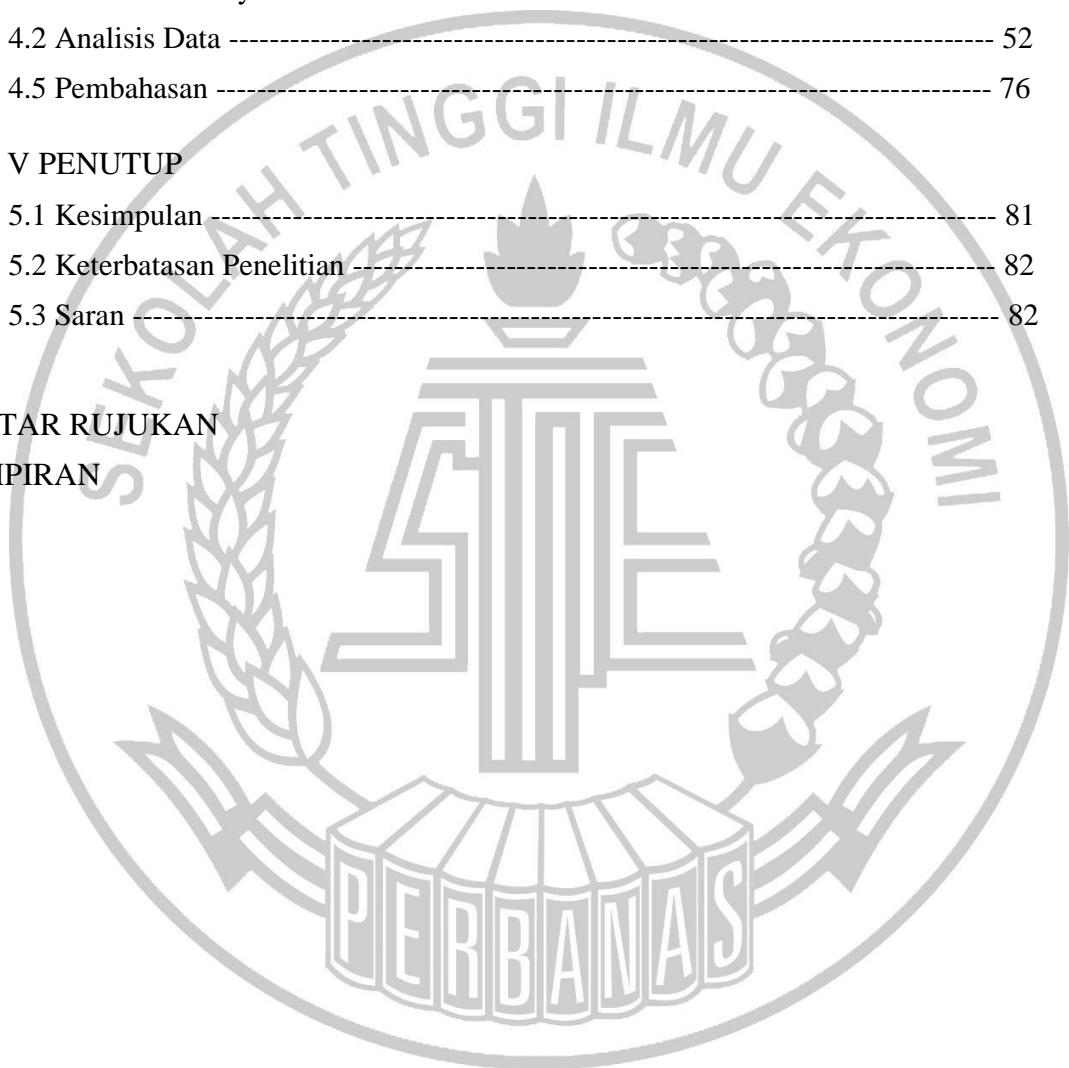 4.2 Analisis Data ---------------------------------------------------------------------------- 52
4.5 Pembahasan ----------------------------------------------------------------------------- 76
V PENUTUP
5.1 Kesimpulan ------------------------------------------------------------------------------ 81
5.2 Keterbatasan Penelitian ---------------------------------------------------------------- 82
5.3 Saran -------------------------------------------------------------------------------------- 82
TAR RUJUKAN
PIRAN
SEKOLAH TINGGI ILMU EKONOMI
STIE
PERBANAS